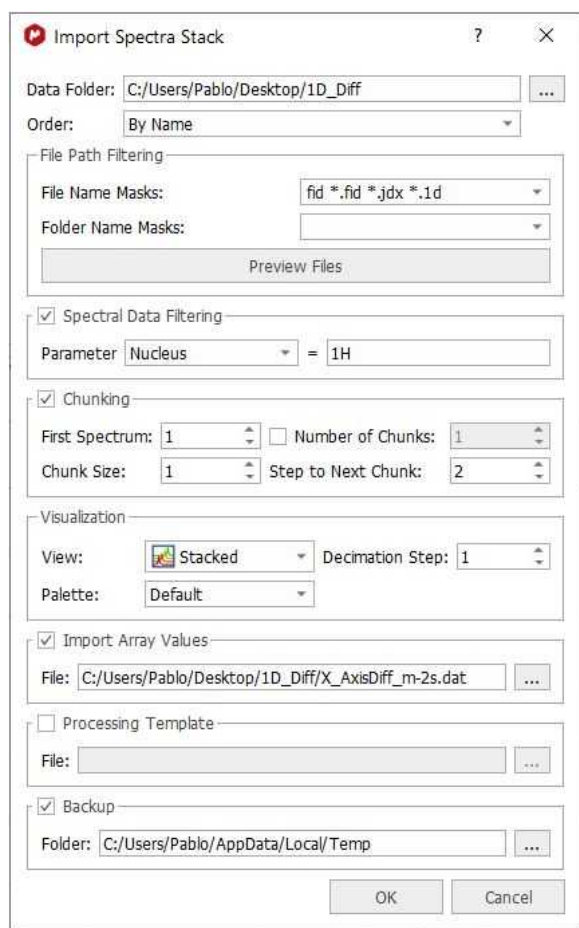 Import Spectra Stack ?
Data Folder: C:/Users/Pablo/Desktop/1D_Diff ...
Order: By Name
File Path Filtering
File Name Masks: fid *.fid *.jdx *.1d
Folder Name Masks:
Preview Files
Spectral Data Filtering
Parameter Nucleus = 1H
Chunking
First Spectrum: 1 Number of Chunks: 1
Chunk Size: 1 Step to Next Chunk: 2
Visualization
View: Stacked Decimation Step: 1
Palette: Default
Import Array Values
File: C:/Users/Pablo/Desktop/1D_Diff/X_AxisDiff_m-2s.dat ...
Processing Template
File: ...
Backup
Folder: C:/Users/Pablo/AppData/Local/Temp ...
OK Cancel